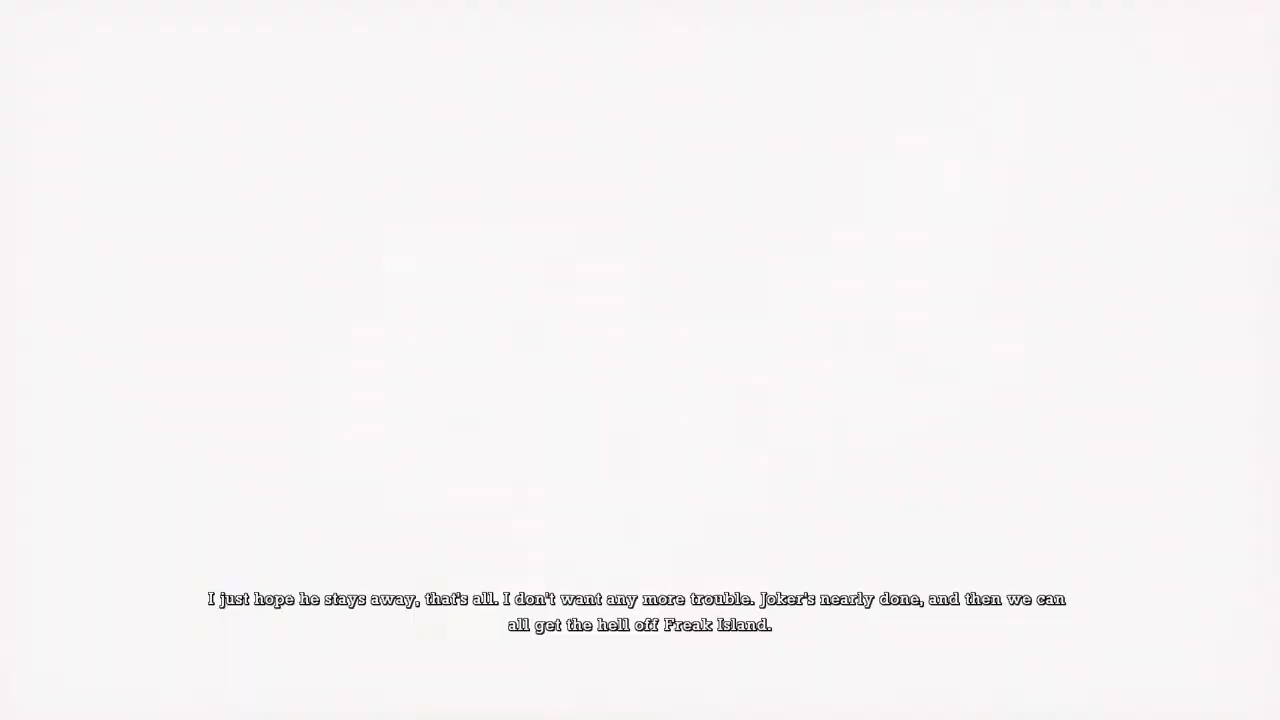 I just hope he stays away, that's all. I don't want any more trouble. Joker's nearly done, and then we can
all get the hell off Freak Island.